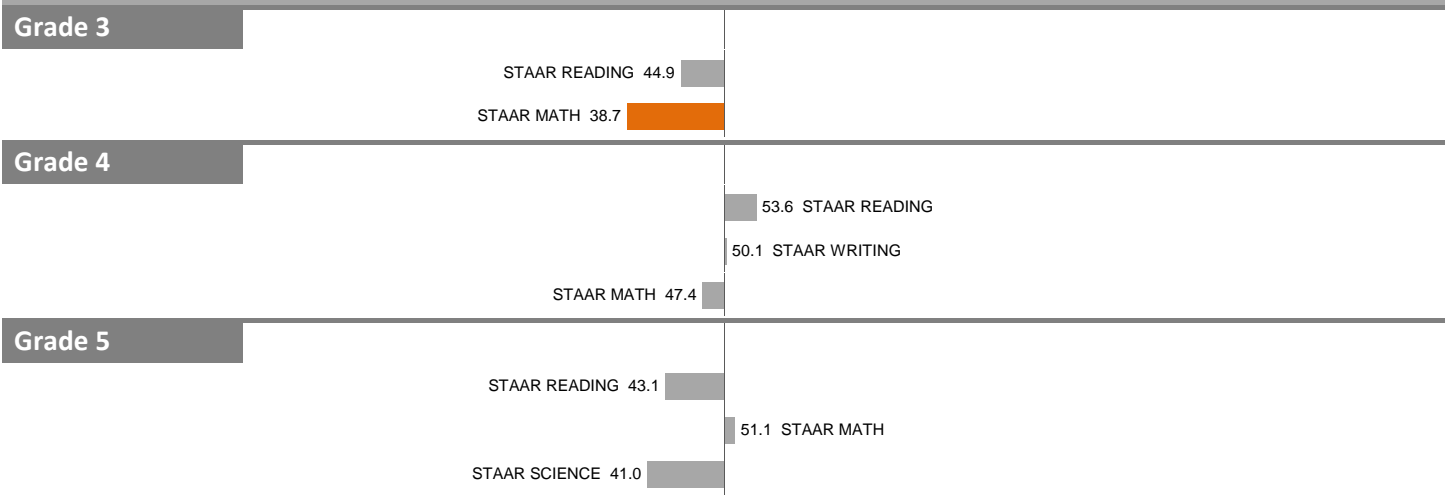 Grade 3
STAAR READING 44.9
STAAR MATH 38.7
Grade 4
53.6 STAAR READING
50.1 STAAR WRITING
STAAR MATH 47.4
Grade 5
STAAR READING 43.1
51.1 STAAR MATH
STAAR SCIENCE 41.0